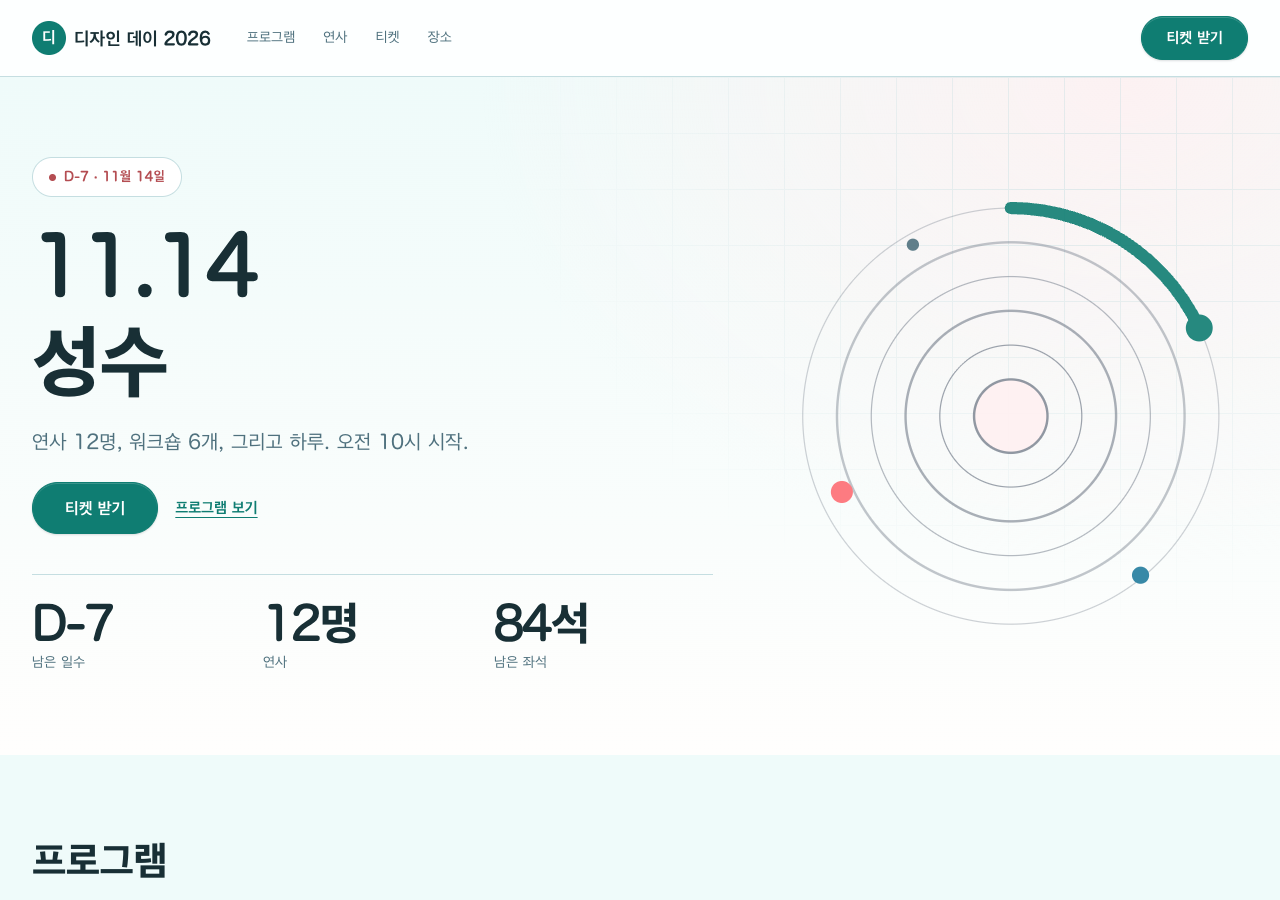 디
디자인 데이 2026
프로그램
연사
티켓
장소
티켓 받기
D-7 · 11월 14일
11.14
성수
연사 12명, 워크숍 6개, 그리고 하루. 오전 10시 시작.
티켓 받기
프로그램 보기
D-7
남은 일수
12명
연사
84석
남은 좌석
프로그램